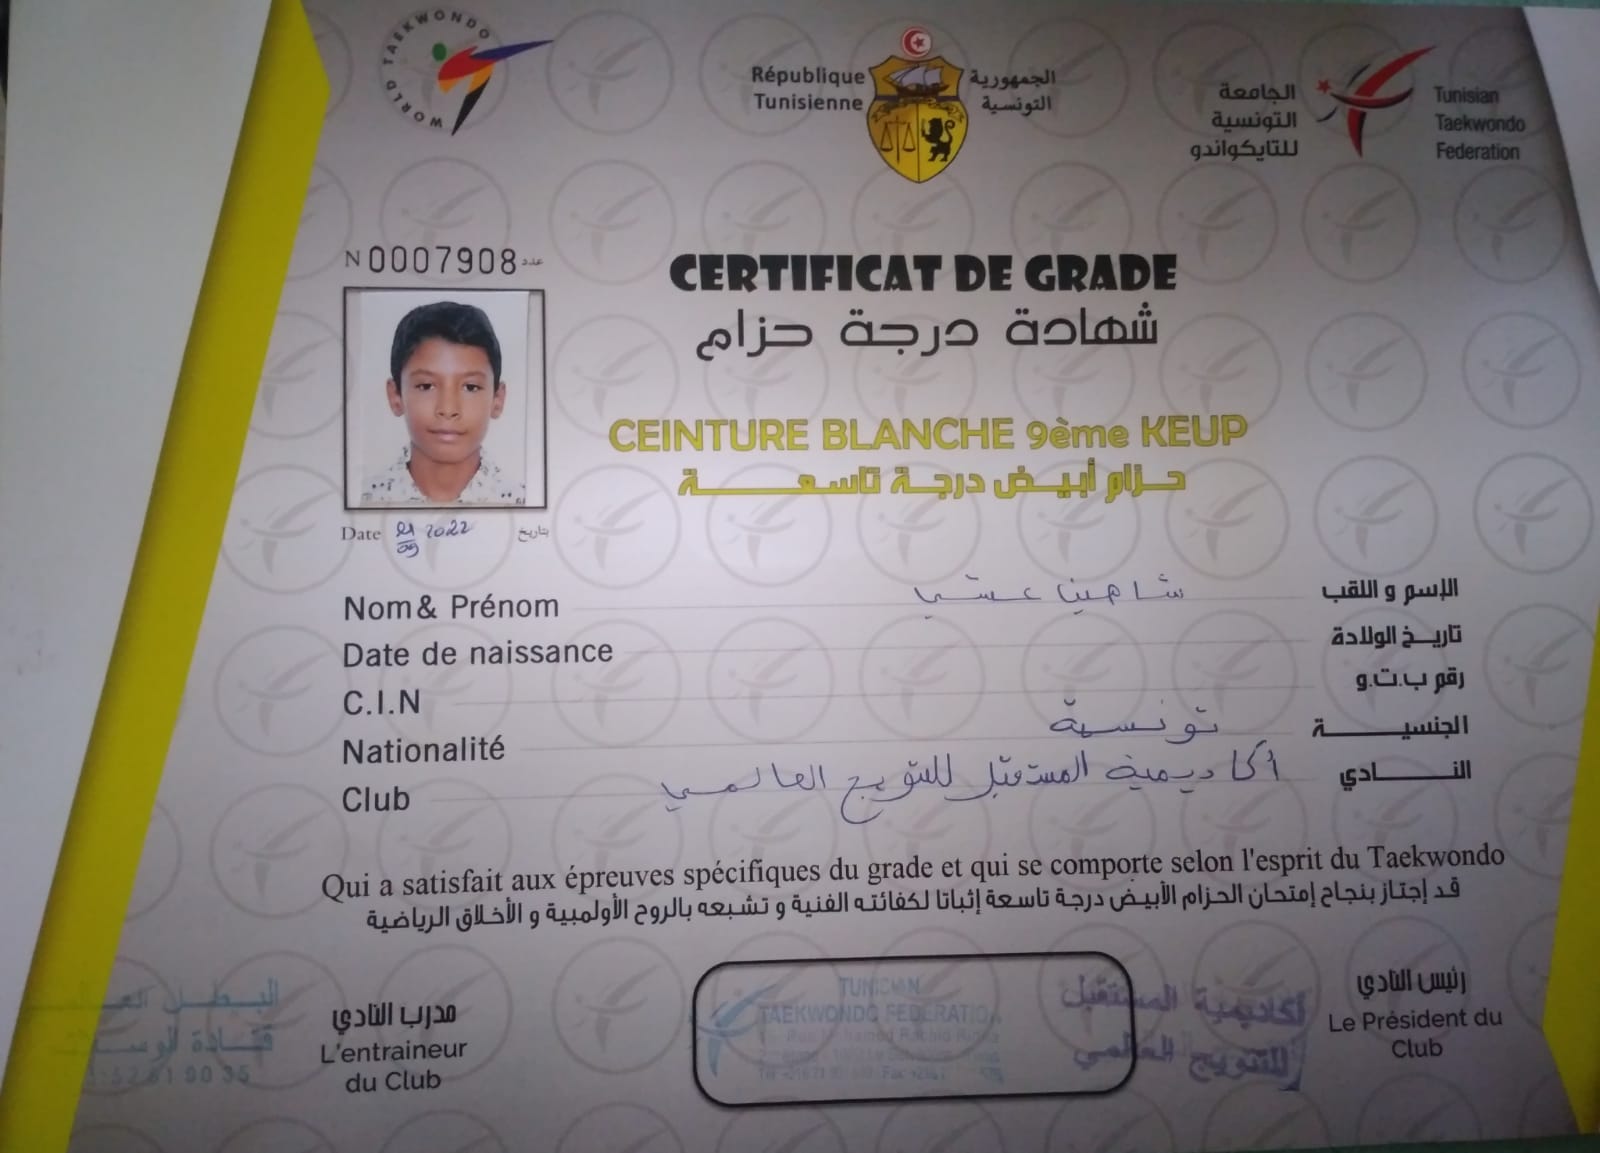 WORLD TAEKWONDO
République
Tunisienne
الجمهورية
التونسية
الجامعة
التونسية
للتايكواندو
Tunisian
Taekwondo
Federation
N 0007908 عدد
CERTIFICAT DE GRADE
شهادة درجة حزام
CEINTURE BLANCHE 9ème KEUP
حزام أبيض درجة تاسعة
Date 21/09 2022 تاريخ
Nom & Prénom شاهين عشي الإسم و اللقب
Date de naissance تاريخ الولادة
C.I.N رقم ب.ت.و
Nationalité تونسية الجنسية
Club أكاديمية المستقبل للتتويج العالمي النادي
Qui a satisfait aux épreuves spécifiques du grade et qui se comporte selon l'esprit du Taekwondo
قد إجتاز بنجاح إمتحان الحزام الأبيض درجة تاسعة إثباتا لكفائته الفنية و تشبعه بالروح الأولمبية و الأخلاق الرياضية
مدرب النادي
L'entraineur
du Club
TUNISIAN
TAEKWONDO FEDERATION
أكاديمية المستقبل
للتتويج العالمي
رئيس النادي
Le Président du
Club